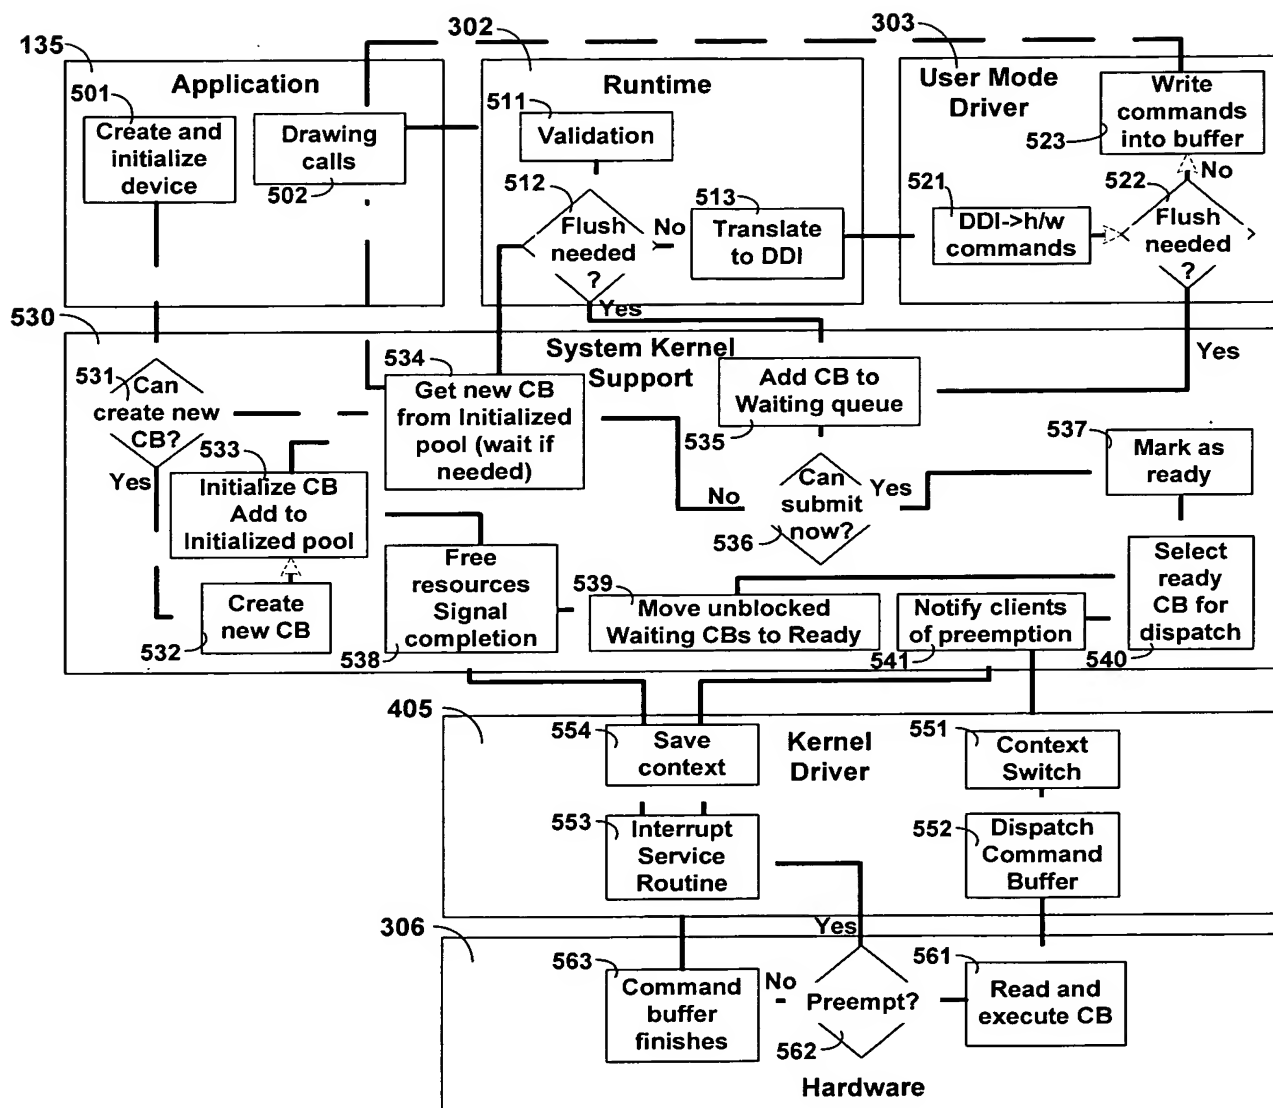 135
302
303
Application
501
Create and
initialize
device
Drawing
calls
502
Runtime
511
Validation
512
Flush
needed
?
No
Yes
513
Translate
to DDI
User Mode
Driver
Write
commands
into buffer
523
No
521
DDI->h/w
commands
522
Flush
needed
?
Yes
530
System Kernel
Support
531
Can
create new
CB?
Yes
533
Initialize CB
Add to
Initialized pool
Create
new CB
532
534
Get new CB
from Initialized
pool (wait if
needed)
Add CB to
Waiting queue
535
Can
submit
now?
536
No
Yes
537
Mark as
ready
Free
resources
Signal
completion
538
539
Move unblocked
Waiting CBs to Ready
Notify clients
of preemption
541
Select
ready
CB for
dispatch
540
405
Kernel
Driver
554
Save
context
551
Context
Switch
553
Interrupt
Service
Routine
552
Dispatch
Command
Buffer
306
Yes
563
Command
buffer
finishes
No
Preempt?
562
561
Read and
execute CB
Hardware